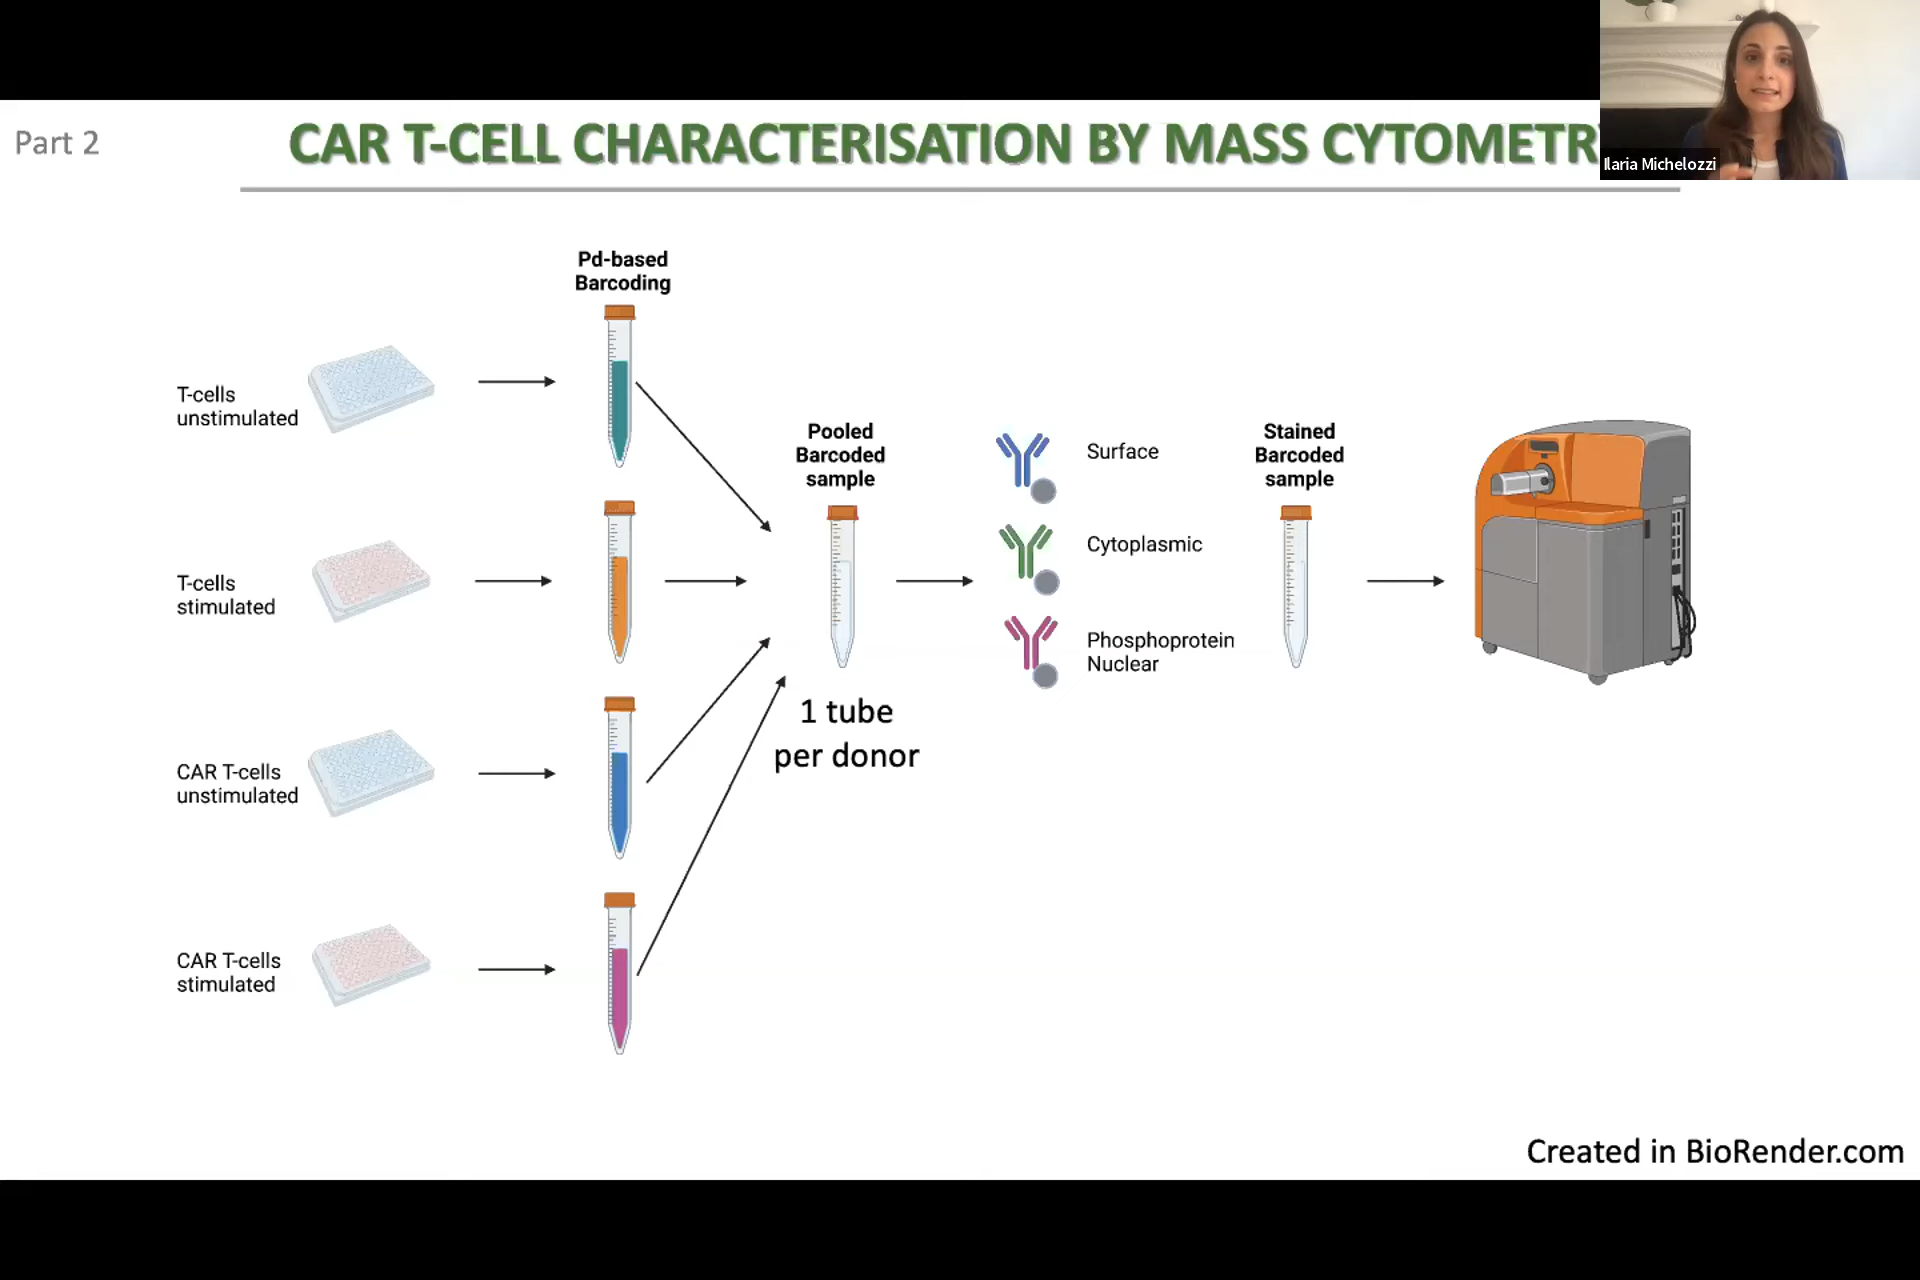 Part 2
CAR T-CELL CHARACTERISATION BY MASS CYTOMETR
Ilaria Michelozzi
Pd-based
Barcoding
T-cells
unstimulated
T-cells
stimulated
CAR T-cells
unstimulated
CAR T-cells
stimulated
Pooled
Barcoded
sample
1 tube
per donor
Surface
Cytoplasmic
Phosphoprotein
Nuclear
Stained
Barcoded
sample
Created in BioRender.com